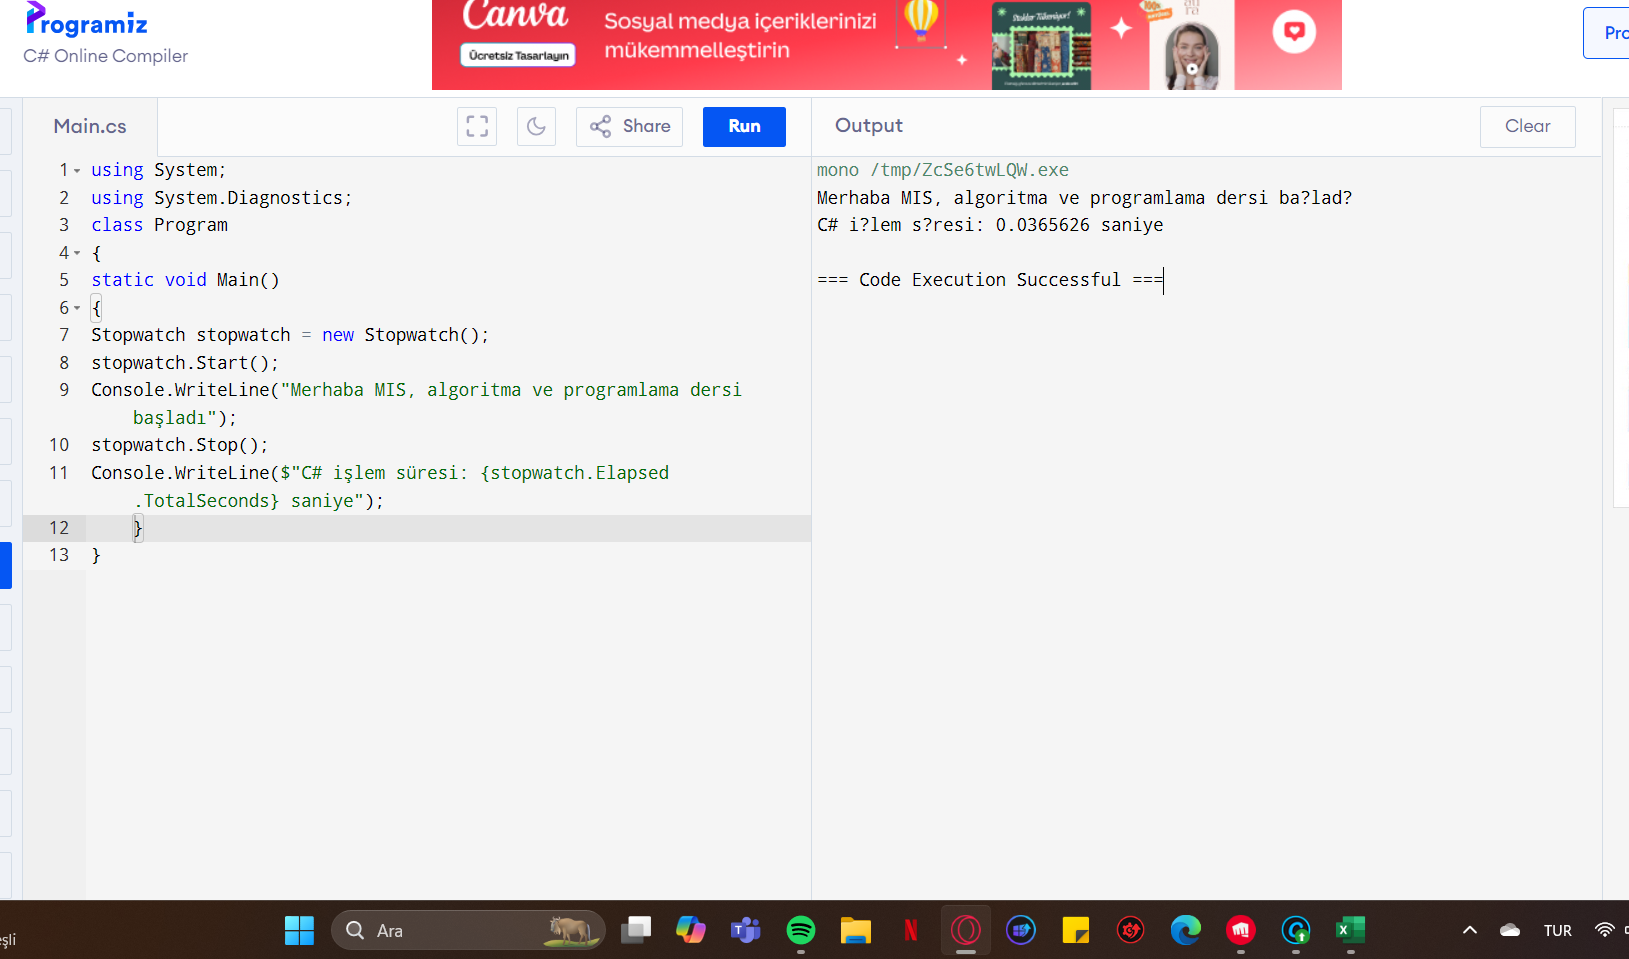 Programiz
C# Online Compiler
Canva
Ücretsiz Tasarlayın
Sosyal medya içeriklerinizi
mükemmelleştirin
Stoklar Tükeniyor!
Main.cs
Share
Run
Output
Clear
1 using System;
2 using System.Diagnostics;
3 class Program
4 {
5 static void Main()
6 {
7 Stopwatch stopwatch = new Stopwatch();
8 stopwatch.Start();
9 Console.WriteLine("Merhaba MIS, algoritma ve programlama dersi
başladı");
10 stopwatch.Stop();
11 Console.WriteLine($"C# işlem süresi: {stopwatch.Elapsed
.TotalSeconds} saniye");
12 }
13 }
mono /tmp/ZcSe6twLQW.exe
Merhaba MIS, algoritma ve programlama dersi ba?lad?
C# i?lem s?resi: 0.0365626 saniye
=== Code Execution Successful ===
Ara
TUR